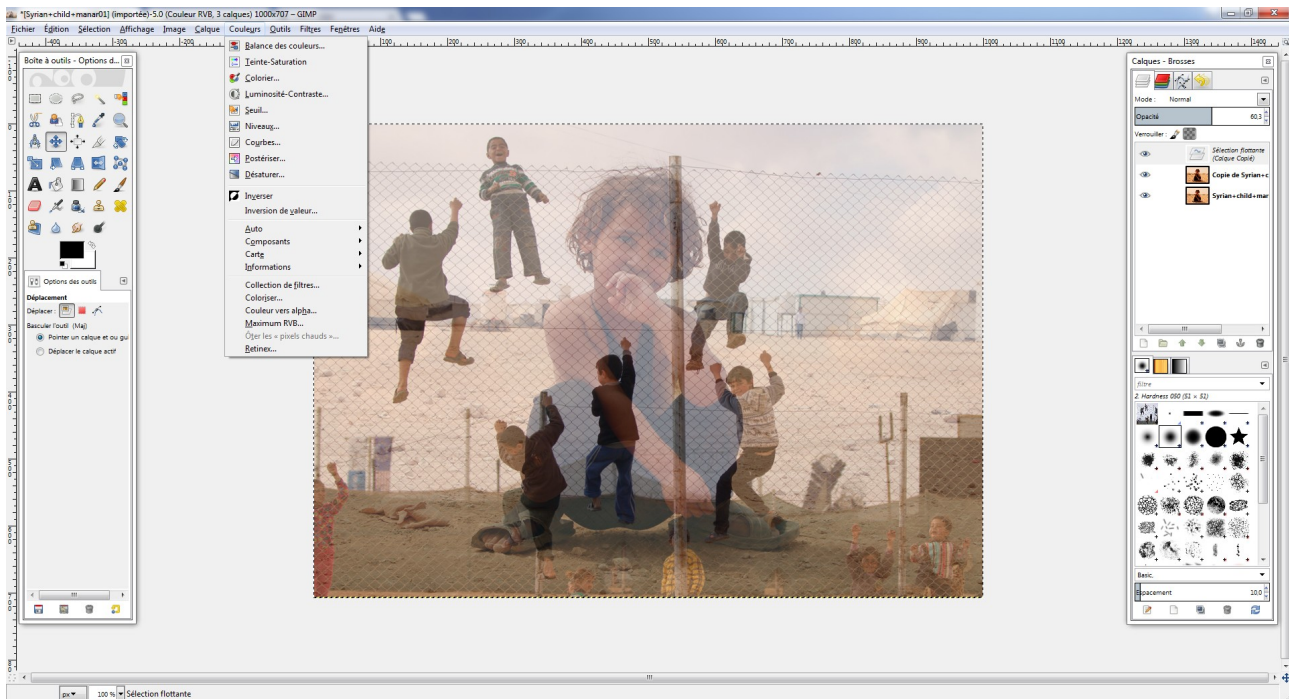 *[Syrian+child+manar01] (importée)-5.0 (Couleur RVB, 3 calques) 1000x707 – GIMP
Fichier Édition Sélection Affichage Image Calque Couleurs Outils Filtres Fenêtres Aide
Boîte à outils - Options d...
Options des outils
Déplacement
Déplacer :
Basculer l'outil (Maj)
Pointer un calque et ou gui
Déplacer le calque actif
Balance des couleurs...
Teinte-Saturation
Colorier...
Luminosité-Contraste...
Seuil...
Niveaux...
Courbes...
Postériser...
Désaturer...
Inverser
Inversion de valeur...
Auto
Composants
Carte
Informations
Collection de filtres...
Coloriser...
Couleur vers alpha...
Maximum RVB...
Ôter les « pixels chauds »...
Retinex...
Calques - Brosses
Mode : Normal
Opacité 60,3
Verrouiller :
Sélection flottante
(Calque Copié)
Copie de Syrian+c
Syrian+child+mar
filtre
2. Hardness 050 (51 × 51)
Basic,
Espacement 10,0
px 100 % Sélection flottante